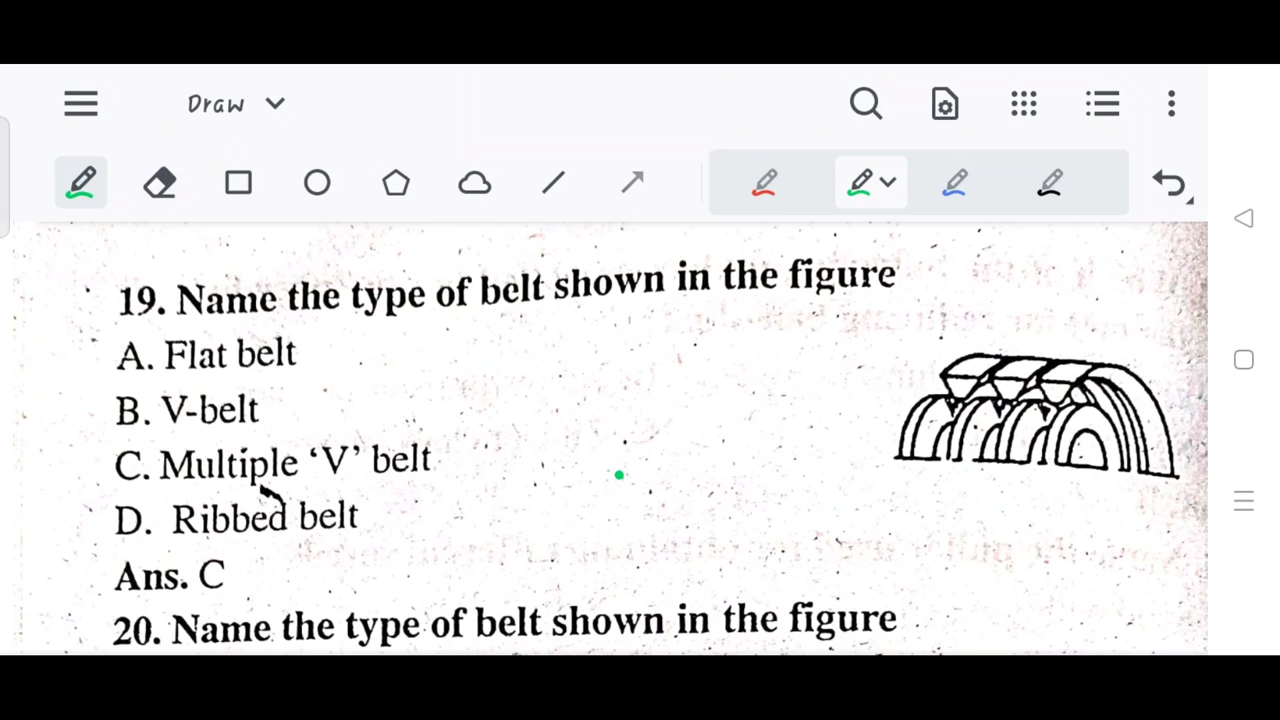 Draw
19. Name the type of belt shown in the figure
A. Flat belt
B. V-belt
C. Multiple ‘V’ belt
D. Ribbed belt
Ans. C
20. Name the type of belt shown in the figure